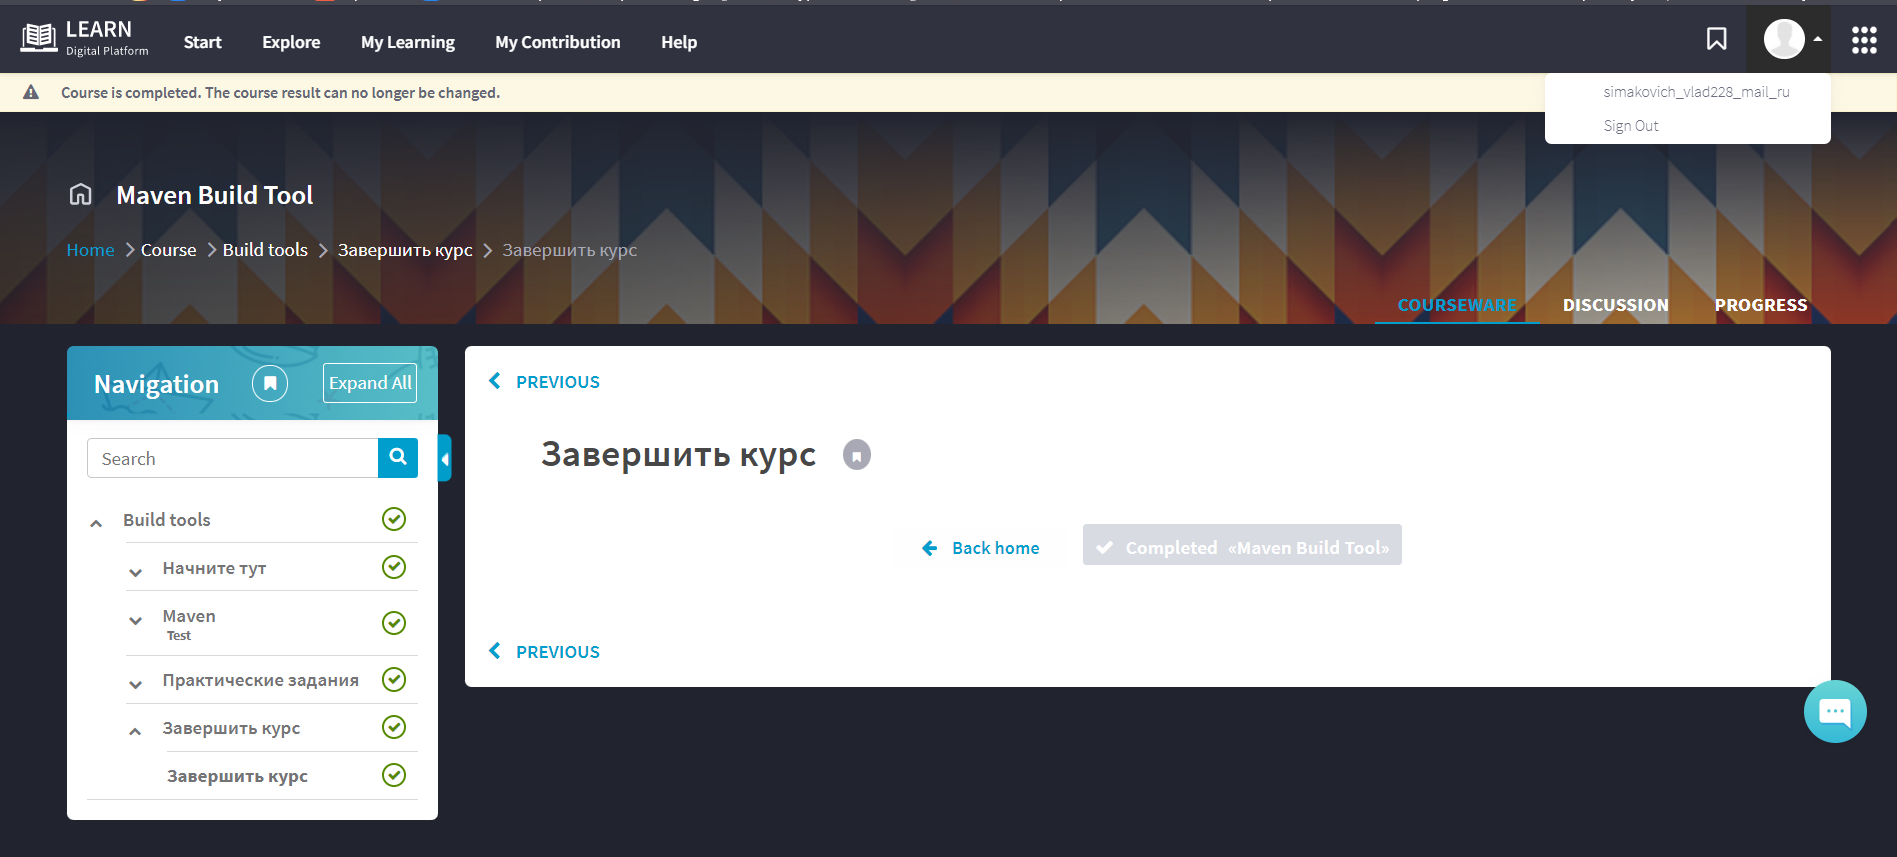 LEARN
Digital Platform
Start
Explore
My Learning
My Contribution
Help
Course is completed. The course result can no longer be changed.
simakovich_vlad228_mail_ru
Sign Out
Maven Build Tool
Home Course Build tools Завершить курс Завершить курс
COURSEWARE DISCUSSION PROGRESS
Navigation
Expand All
Search
Build tools
Начните тут
Maven
Test
Практические задания
Завершить курс
Завершить курс
PREVIOUS
Завершить курс
Back home
Completed «Maven Build Tool»
PREVIOUS